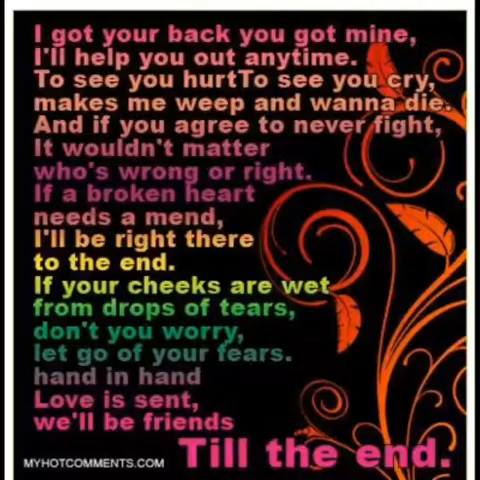 I got your back you got mine,
I'll help you out anytime.
To see you hurtTo see you cry,
makes me weep and wanna die.
And if you agree to never fight,
It wouldn't matter
who's wrong or right.
If a broken heart
needs a mend,
I'll be right there
to the end.
If your cheeks are wet
from drops of tears,
don't you worry,
let go of your fears.
hand in hand
Love is sent,
we'll be friends
Till the end.
MYHOTCOMMENTS.COM